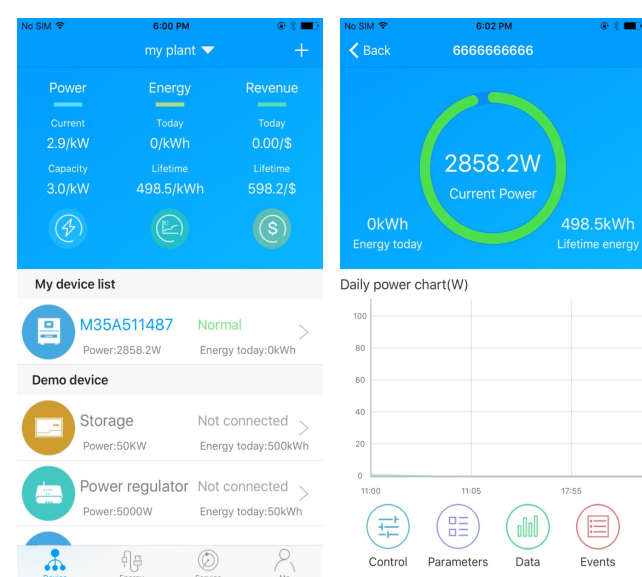 No SIM 6:00 PM
my plant
Power Energy Revenue
Current Today Today
2.9/kW 0/kWh 0.00/$
Capacity Lifetime Lifetime
3.0/kW 498.5/kWh 598.2/$
$
My device list
M35A511487 Normal
Power:2858.2W Energy today:0kWh
Demo device
Storage Not connected
Power:50KW Energy today:500kWh
Power regulator Not connected
Power:5000W Energy today:50kWh
Device Energy Service Me
No SIM 6:02 PM
Back 6666666666
2858.2W
Current Power
0kWh 498.5kWh
Energy today Lifetime energy
Daily power chart(W)
100
80
60
40
20
0
11:00 11:05 17:55
Control Parameters Data Events